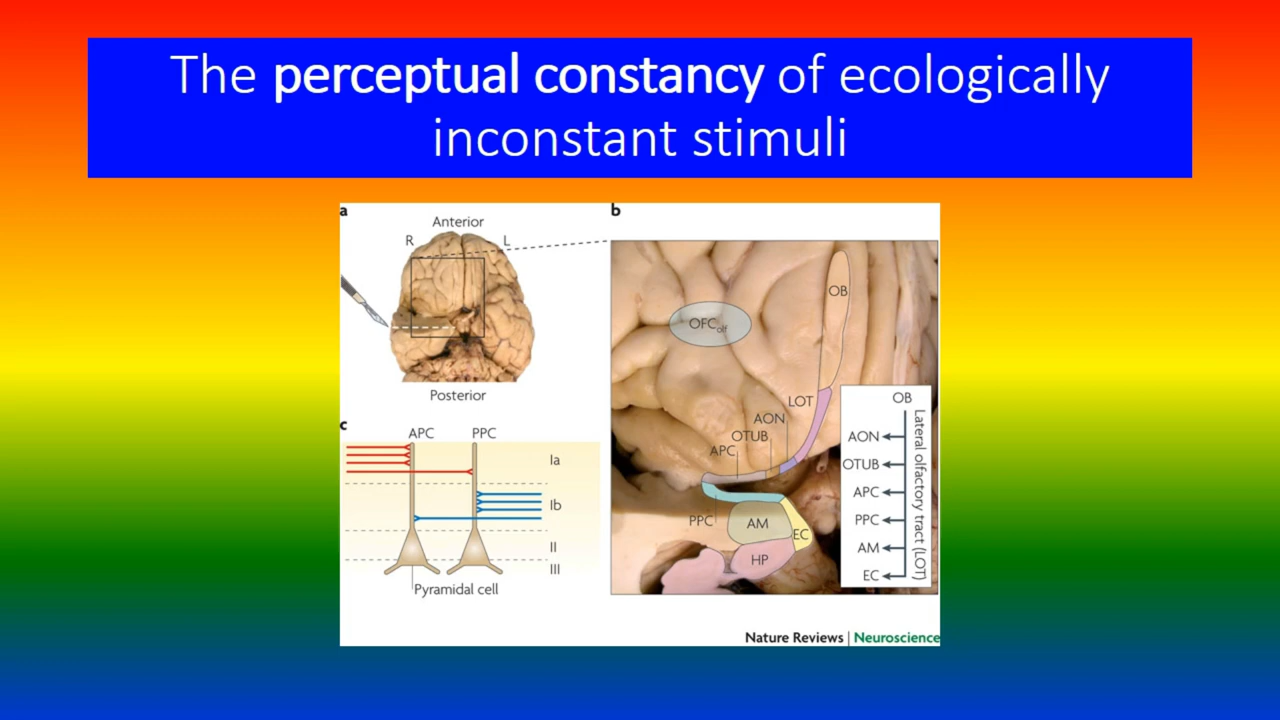 The perceptual constancy of ecologically
inconstant stimuli
a
Anterior
R
L
Posterior
b
OB
OFColf
LOT
AON
OTUB
APC
PPC
AM
EC
HP
OB
AON
OTUB
APC
PPC
AM
EC
Lateral olfactory tract (LOT)
c
APC PPC
Ia
Ib
II
III
Pyramidal cell
Nature Reviews | Neuroscience